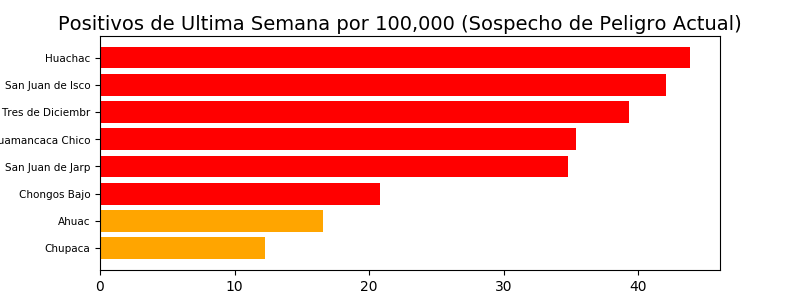 Positivos de Ultima Semana por 100,000 (Sospecho de Peligro Actual)
Huachac
San Juan de Isco
Tres de Diciembr
uamancaca Chico
San Juan de Jarp
Chongos Bajo
Ahuac
Chupaca
0 10 20 30 40